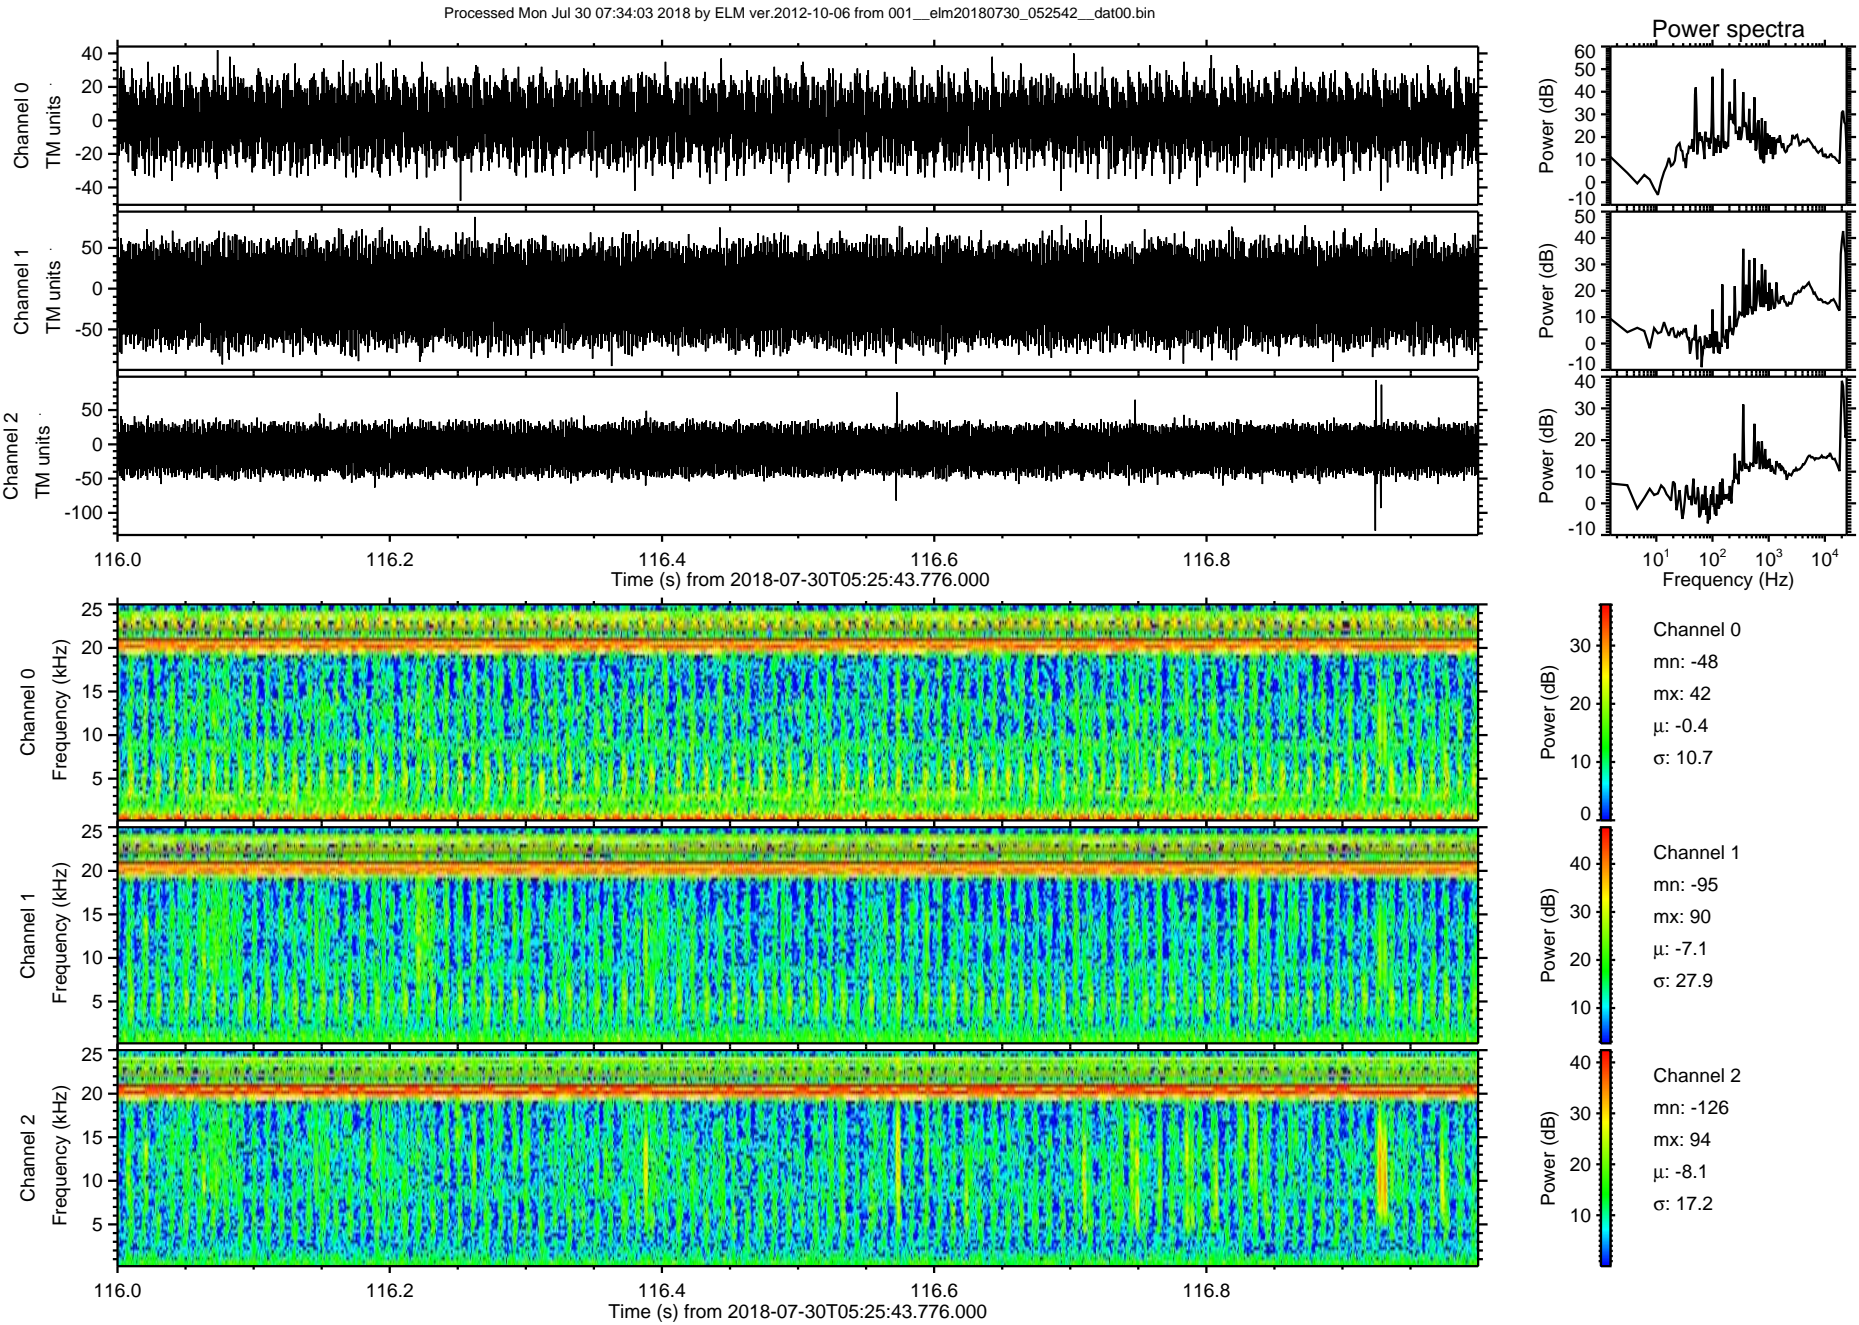 Processed Mon Jul 30 07:34:03 2018 by ELM ver.2012-10-06 from 001__elm20180730_052542__dat00.bin
Power spectra
Channel 0
TM units
40
20
0
-20
-40
Power (dB)
60
50
40
30
20
10
0
-10
Channel 1
TM units
50
0
-50
Power (dB)
50
40
30
20
10
0
-10
Channel 2
TM units
50
0
-50
-100
Power (dB)
40
30
20
10
0
-10
116.0 116.2 116.4 116.6 116.8
Time (s) from 2018-07-30T05:25:43.776.000
10^1 10^2 10^3 10^4
Frequency (Hz)
Channel 0
Frequency (kHz)
25
20
15
10
5
Power (dB)
30
20
10
0
Channel 0
mn: -48
mx: 42
μ: -0.4
σ: 10.7
Channel 1
Frequency (kHz)
25
20
15
10
5
Power (dB)
40
30
20
10
Channel 1
mn: -95
mx: 90
μ: -7.1
σ: 27.9
Channel 2
Frequency (kHz)
25
20
15
10
5
Power (dB)
40
30
20
10
Channel 2
mn: -126
mx: 94
μ: -8.1
σ: 17.2
116.0 116.2 116.4 116.6 116.8
Time (s) from 2018-07-30T05:25:43.776.000